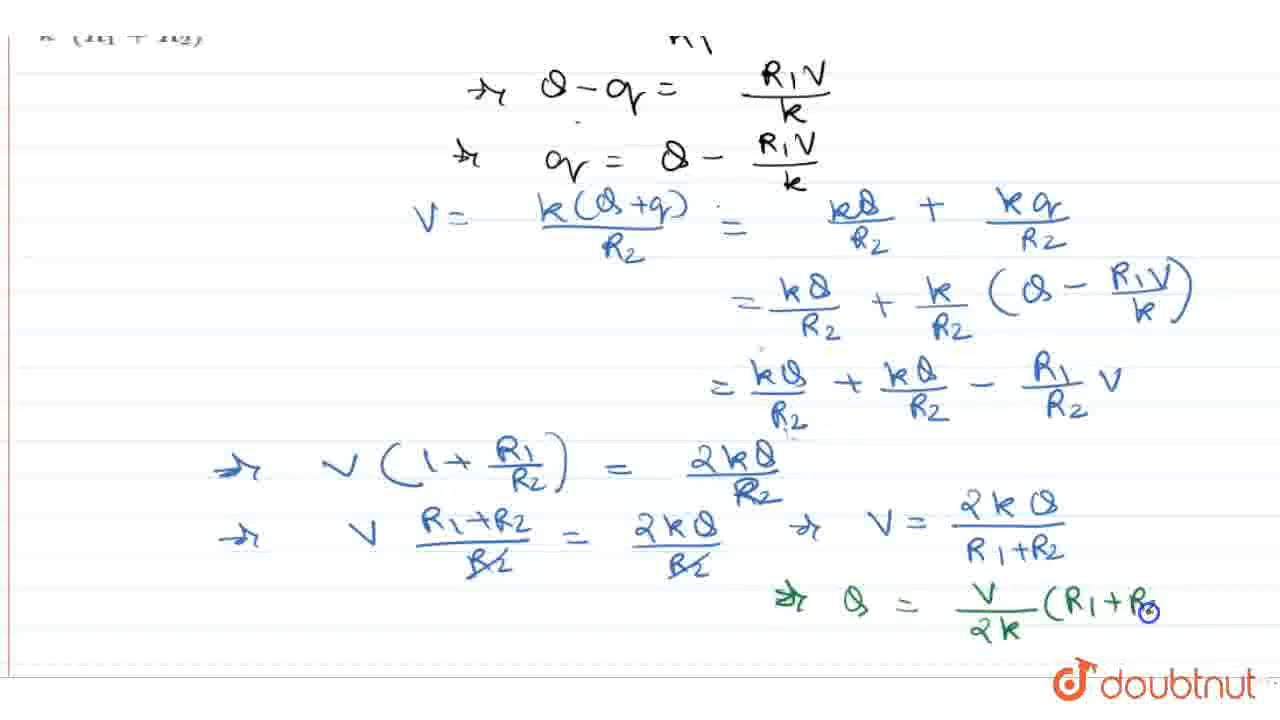 R1
⇒ Q - q = R1V/k
⇒ q = Q - R1V/k
V = k(Q+q)/R2 = kQ/R2 + kq/R2
= kQ/R2 + k/R2 (Q - R1V/k)
= kQ/R2 + kQ/R2 - R1/R2 V
⇒ V (1 + R1/R2) = 2kQ/R2
⇒ V R1+R2/R2 = 2kQ/R2 ⇒ V = 2kQ/R1+R2
⇒ Q = V/2k (R1+R2
doubtnut